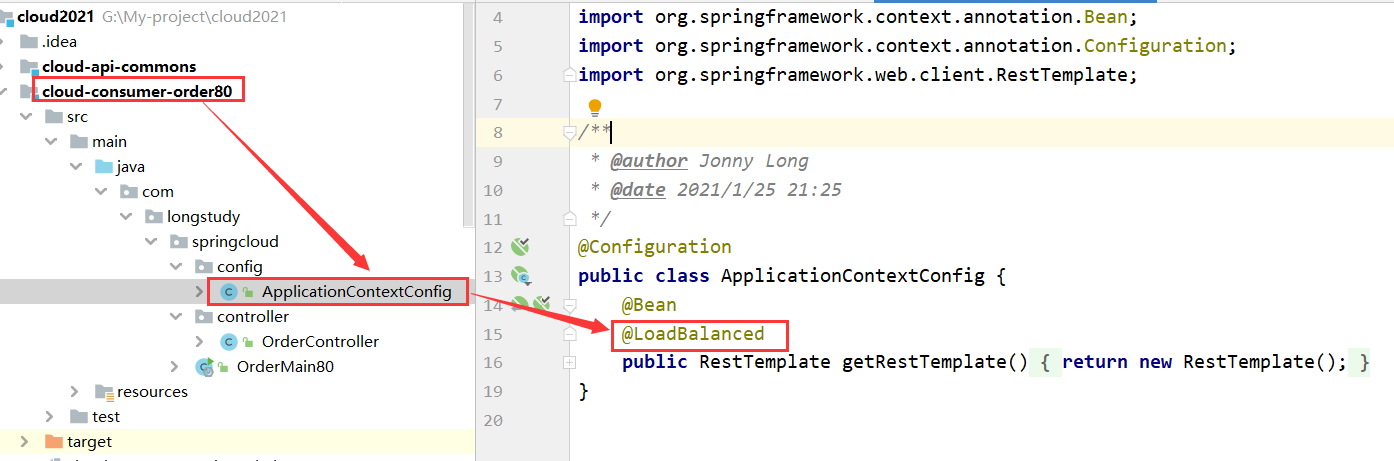 cloud2021 G:\My-project\cloud2021
.idea
cloud-api-commons
cloud-consumer-order80
src
main
java
com
longstudy
springcloud
config
ApplicationContextConfig
controller
OrderController
OrderMain80
resources
test
target
4 import org.springframework.context.annotation.Bean;
5 import org.springframework.context.annotation.Configuration;
6 import org.springframework.web.client.RestTemplate;
7
8 /**
9 * @author Jonny Long
10 * @date 2021/1/25 21:25
11 */
12 @Configuration
13 public class ApplicationContextConfig {
14 @Bean
15 @LoadBalanced
16 public RestTemplate getRestTemplate() { return new RestTemplate(); }
19 }
20